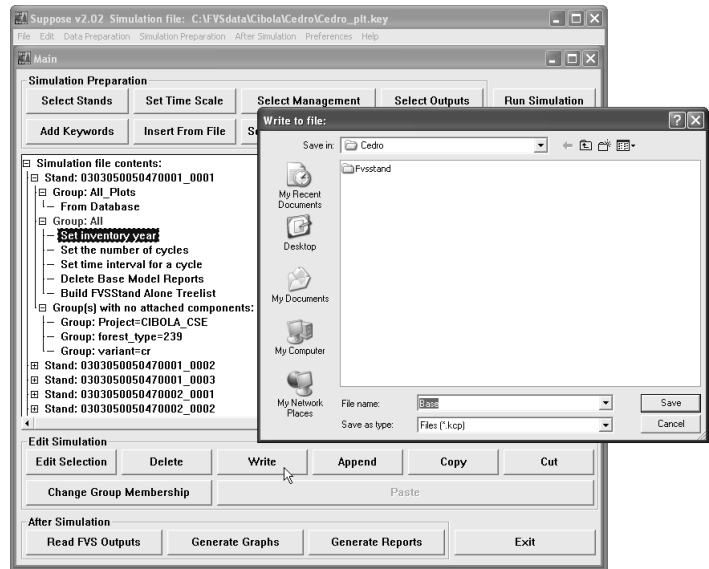 Suppose v2.02 Simulation file: C:\FVSdata\Cibola\Cedro\Cedro_plt.key
File Edit Data Preparation Simulation Preparation After Simulation Preferences Help
Main
Simulation Preparation
Select Stands Set Time Scale Select Management Select Outputs Run Simulation
Add Keywords Insert From File
Write to file:
Save in: Cedro
Fvsstand
My Recent
Documents
Desktop
My Documents
My Computer
My Network
Places
File name: Base Save
Save as type: Files (*.kcp) Cancel
Simulation file contents:
Stand: 0303050050470001_0001
Group: All_Plots
From Database
Group: All
Set inventory year
Set the number of cycles
Set time interval for a cycle
Delete Base Model Reports
Build FVSStand Alone Treelist
Group(s) with no attached components:
Group: Project=CIBOLA_CSE
Group: forest_type=239
Group: variant=cr
Stand: 0303050050470001_0002
Stand: 0303050050470001_0003
Stand: 0303050050470002_0001
Stand: 0303050050470002_0002
Edit Simulation
Edit Selection Delete Write Append Copy Cut
Change Group Membership Paste
After Simulation
Read FVS Outputs Generate Graphs Generate Reports Exit